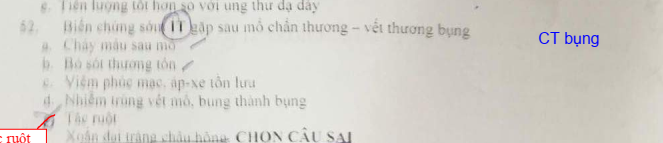 g. Tiên lượng tốt hơn so với ung thư dạ dày
62. Biến chứng sớm IT gặp sau mổ chấn thương – vết thương bụng
CT bụng
a. Chảy máu sau mổ
b. Bỏ sót thương tổn
c. Viêm phúc mạc, áp-xe tồn lưu
d. Nhiễm trùng vết mổ, bung thành bụng
Tắc ruột
ruột
Xoắn đại tràng chậu hông. CHỌN CÂU SAI